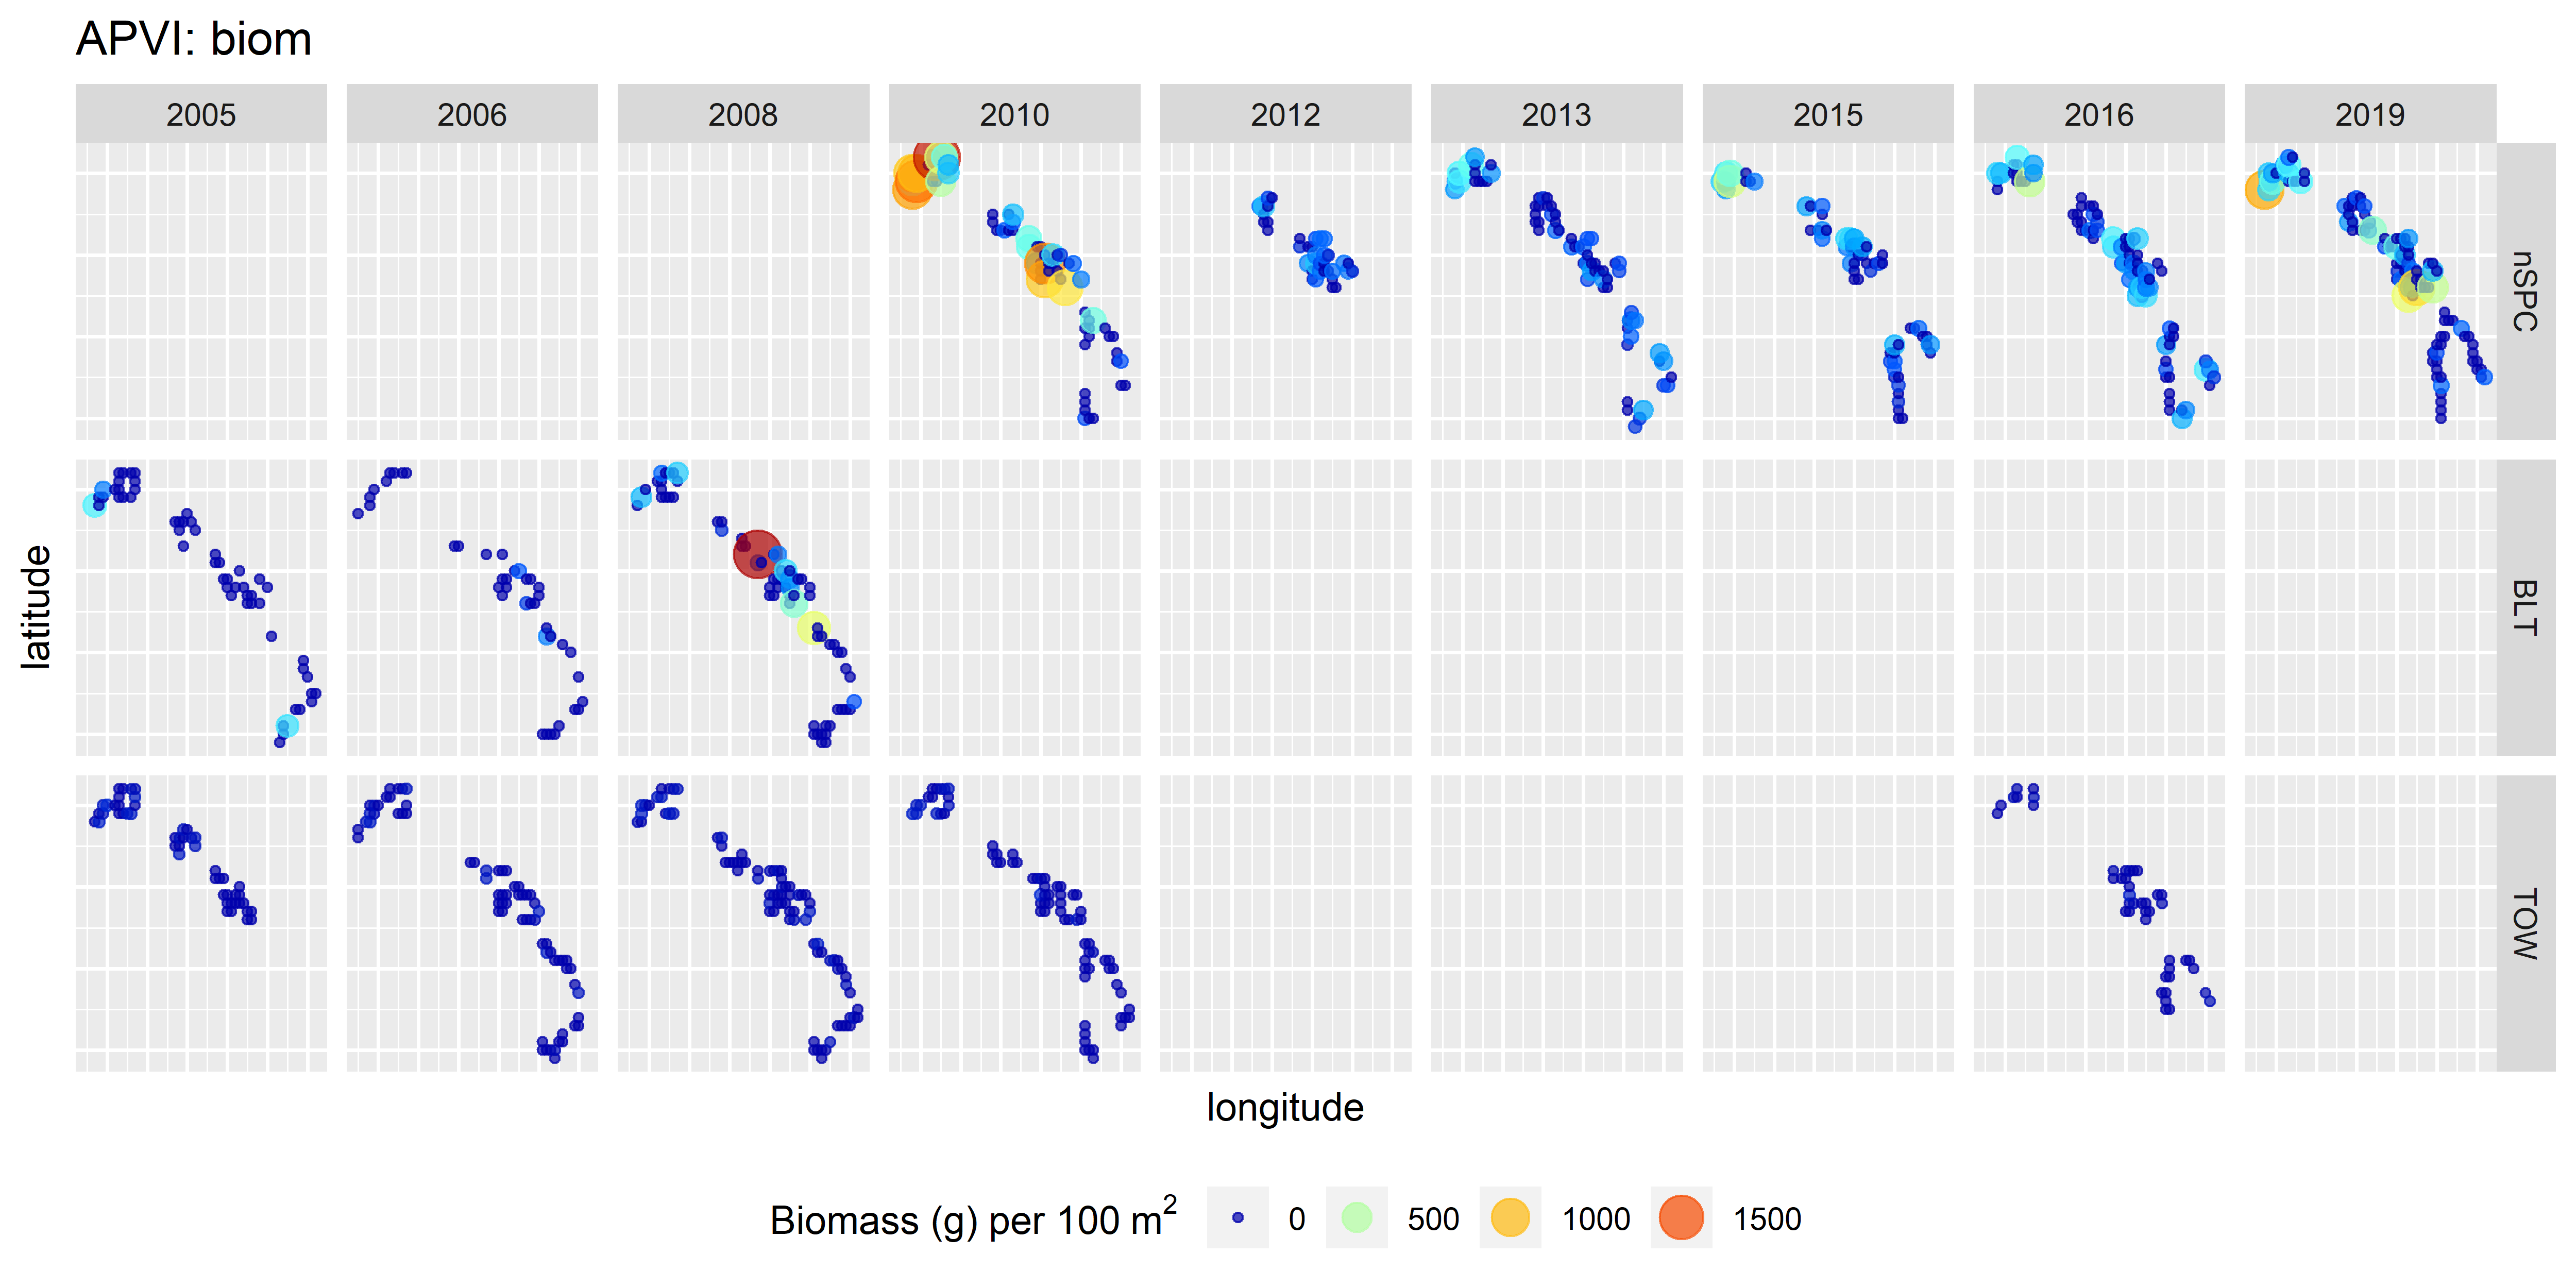 APVI: biom
2005 2006 2008 2010 2012 2013 2015 2016 2019
nSPC
BLT
TOW
latitude
longitude
Biomass (g) per 100 m² 0 500 1000 1500